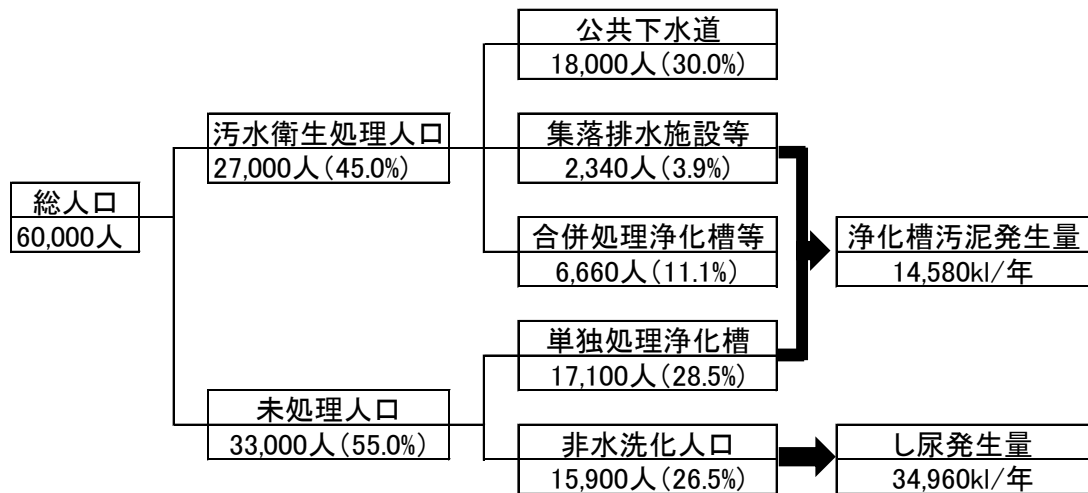 公共下水道
18,000人(30.0%)
汚水衛生処理人口
27,000人(45.0%)
集落排水施設等
2,340人(3.9%)
総人口
60,000人
合併処理浄化槽等
6,660人(11.1%)
浄化槽汚泥発生量
14,580kl/年
単独処理浄化槽
17,100人(28.5%)
未処理人口
33,000人(55.0%)
非水洗化人口
15,900人(26.5%)
し尿発生量
34,960kl/年